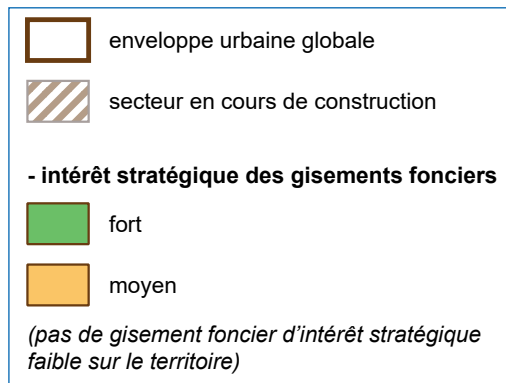 enveloppe urbaine globale
secteur en cours de construction
- intérêt stratégique des gisements fonciers
fort
moyen
(pas de gisement foncier d’intérêt stratégique
faible sur le territoire)